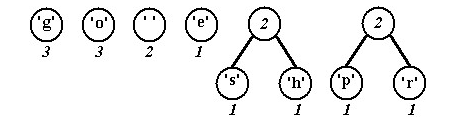 'g' 'o' ' ' 'e' 2 2
3 3 2 1
's' 'h' 'p' 'r'
1 1 1 1